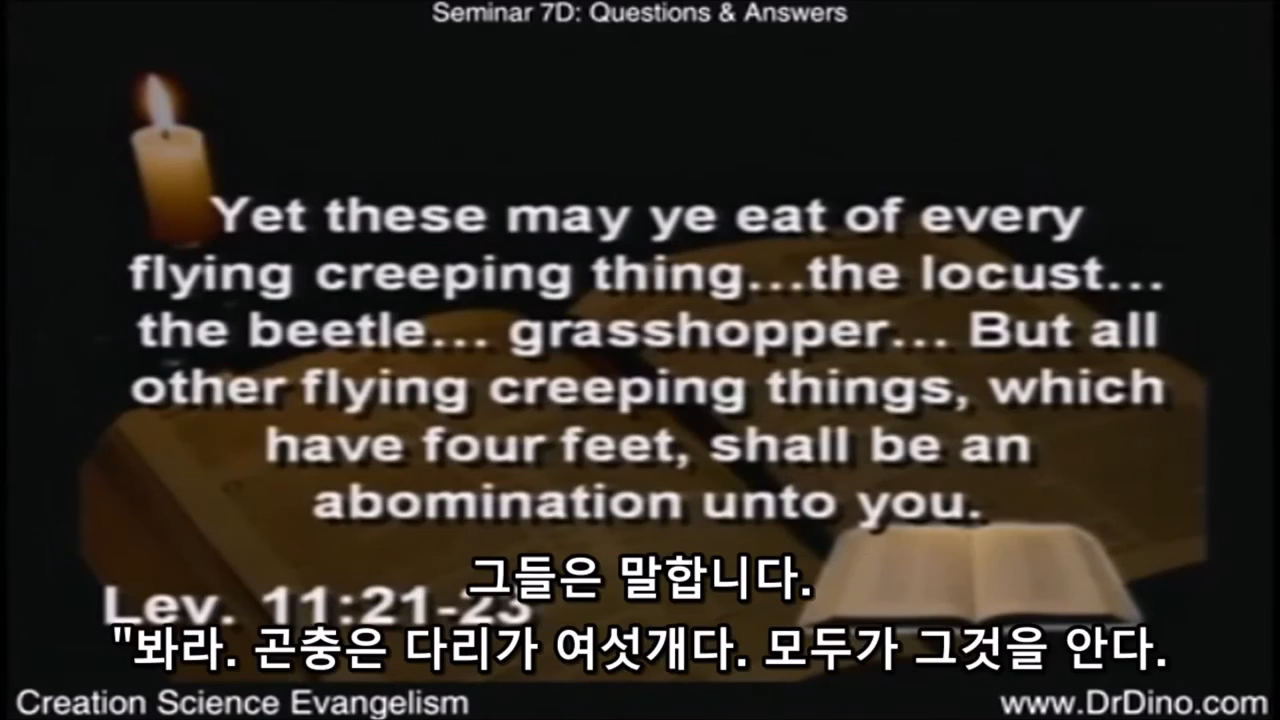 Seminar 7D: Questions & Answers
Yet these may ye eat of every
flying creeping thing...the locust...
the beetle... grasshopper... But all
other flying creeping things, which
have four feet, shall be an
abomination unto you.
그들은 말합니다.
Lev. 11:21-23
"봐라. 곤충은 다리가 여섯개다. 모두가 그것을 안다.
Creation Science Evangelism
www.DrDino.com